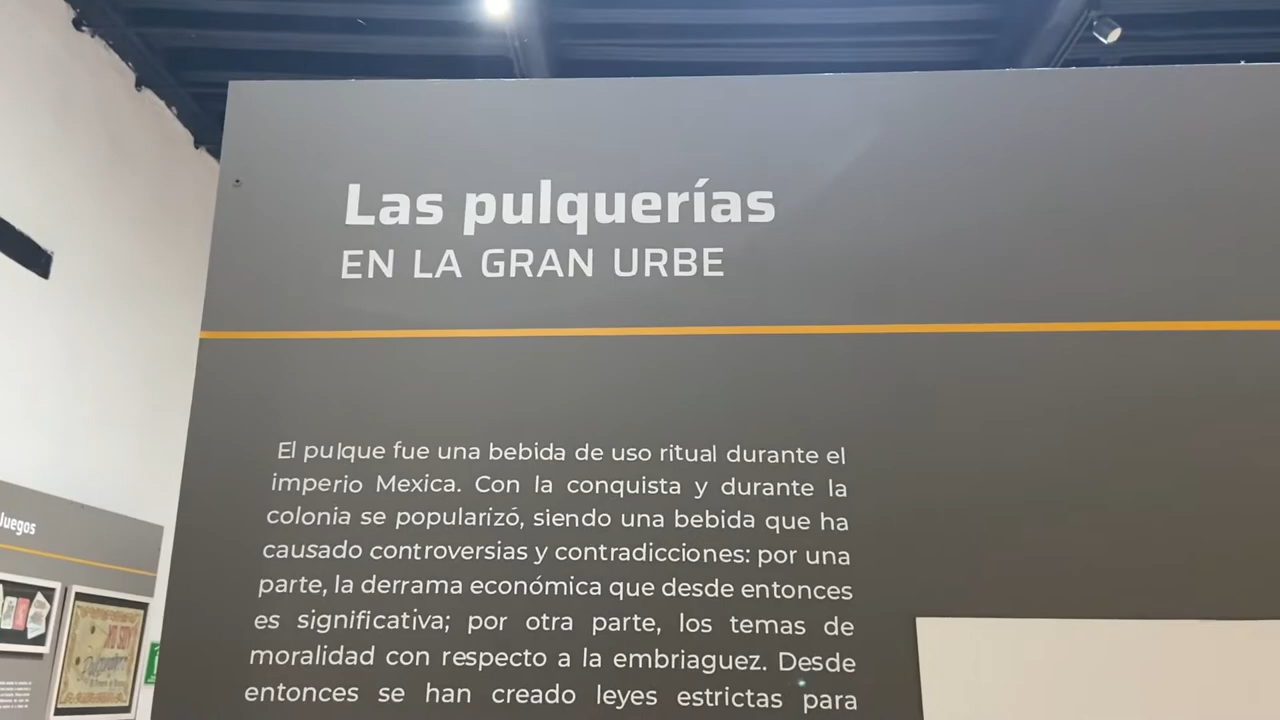 Las pulquerías
EN LA GRAN URBE
El pulque fue una bebida de uso ritual durante el
imperio Mexica. Con la conquista y durante la
colonia se popularizó, siendo una bebida que ha
causado controversias y contradicciones: por una
parte, la derrama económica que desde entonces
es significativa; por otra parte, los temas de
moralidad con respecto a la embriaguez. Desde
entonces se han creado leyes estrictas para
Juegos